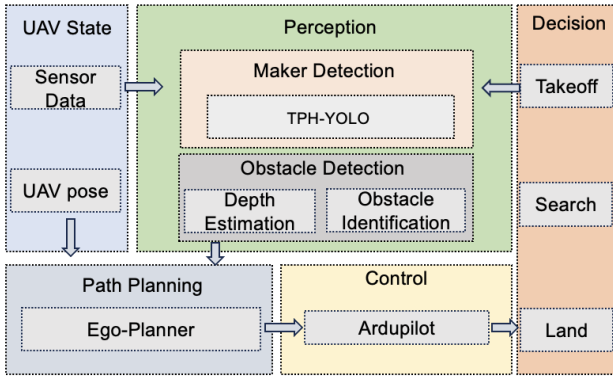 UAV State
Sensor
Data
UAV pose
Perception
Maker Detection
TPH-YOLO
Obstacle Detection
Depth
Estimation
Obstacle
Identification
Decision
Takeoff
Search
Land
Path Planning
Ego-Planner
Control
Ardupilot